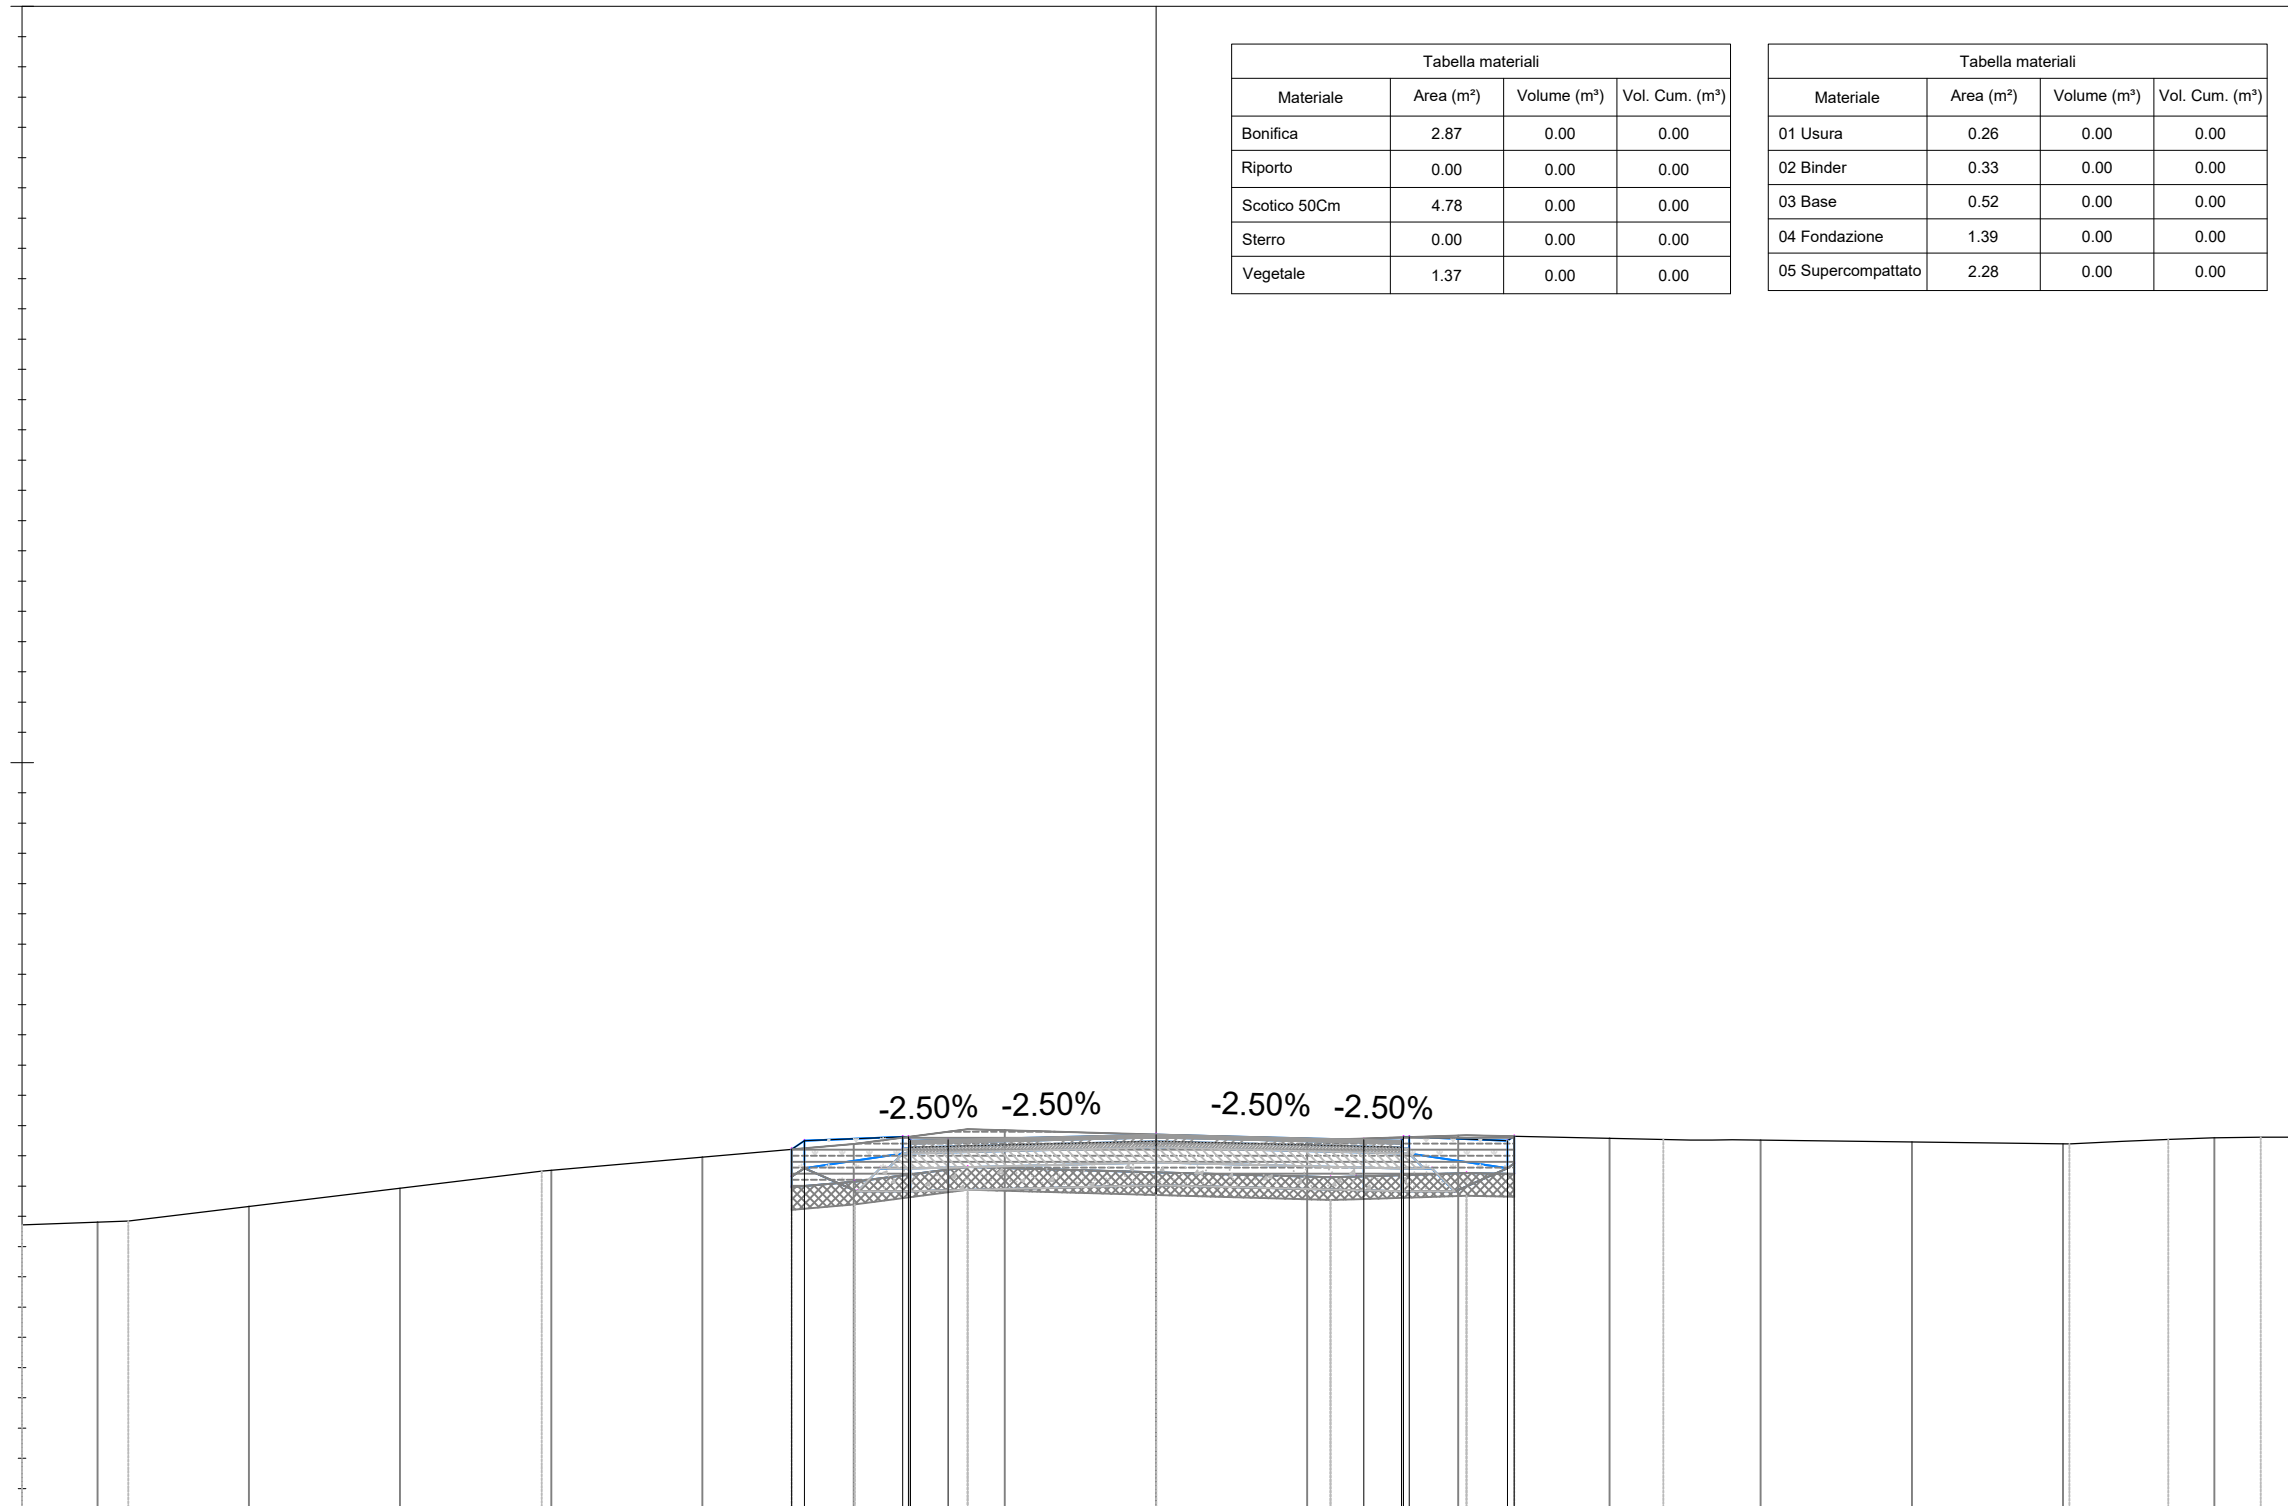 Tabella materiali
Materiale Area (m²) Volume (m³) Vol. Cum. (m³)
Bonifica 2.87 0.00 0.00
Riporto 0.00 0.00 0.00
Scotico 50Cm 4.78 0.00 0.00
Sterro 0.00 0.00 0.00
Vegetale 1.37 0.00 0.00
Tabella materiali
Materiale Area (m²) Volume (m³) Vol. Cum. (m³)
01 Usura 0.26 0.00 0.00
02 Binder 0.33 0.00 0.00
03 Base 0.52 0.00 0.00
04 Fondazione 1.39 0.00 0.00
05 Supercompattato 2.28 0.00 0.00
-2.50% -2.50% -2.50% -2.50%